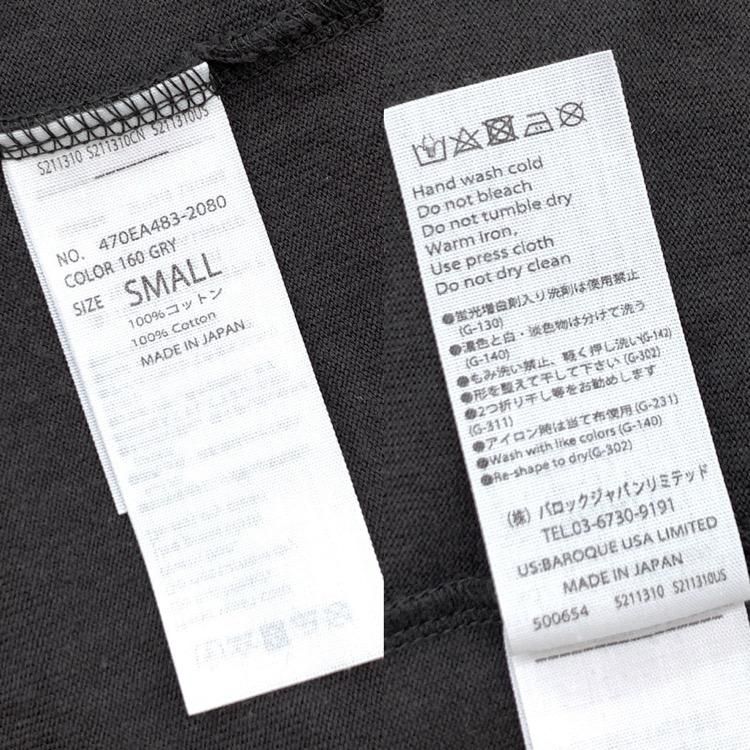 S211310 S211310CN S211310US
NO. 470EA483-2080
COLOR 160 GRY
SIZE SMALL
100%コットン
100% Cotton
MADE IN JAPAN
Hand wash cold
Do not bleach
Do not tumble dry
Warm iron,
Use press cloth
Do not dry clean
●蛍光増白剤入り洗剤は使用禁止
(G-130)
●濃色と白・淡色物は分けて洗う
(G-140)
●もみ洗い禁止、軽く押し洗い(G-142)
●形を整えて干して下さい(G-302)
●2つ折り干し等をお勧めします
(G-311)
●アイロン時は当て布使用(G-231)
●Wash with like colors (G-140)
●Re-shape to dry(G-302)
(株) バロックジャパンリミテッド
TEL.03-6730-9191
US:BAROQUE USA LIMITED
MADE IN JAPAN
500654 S211310 S211310US